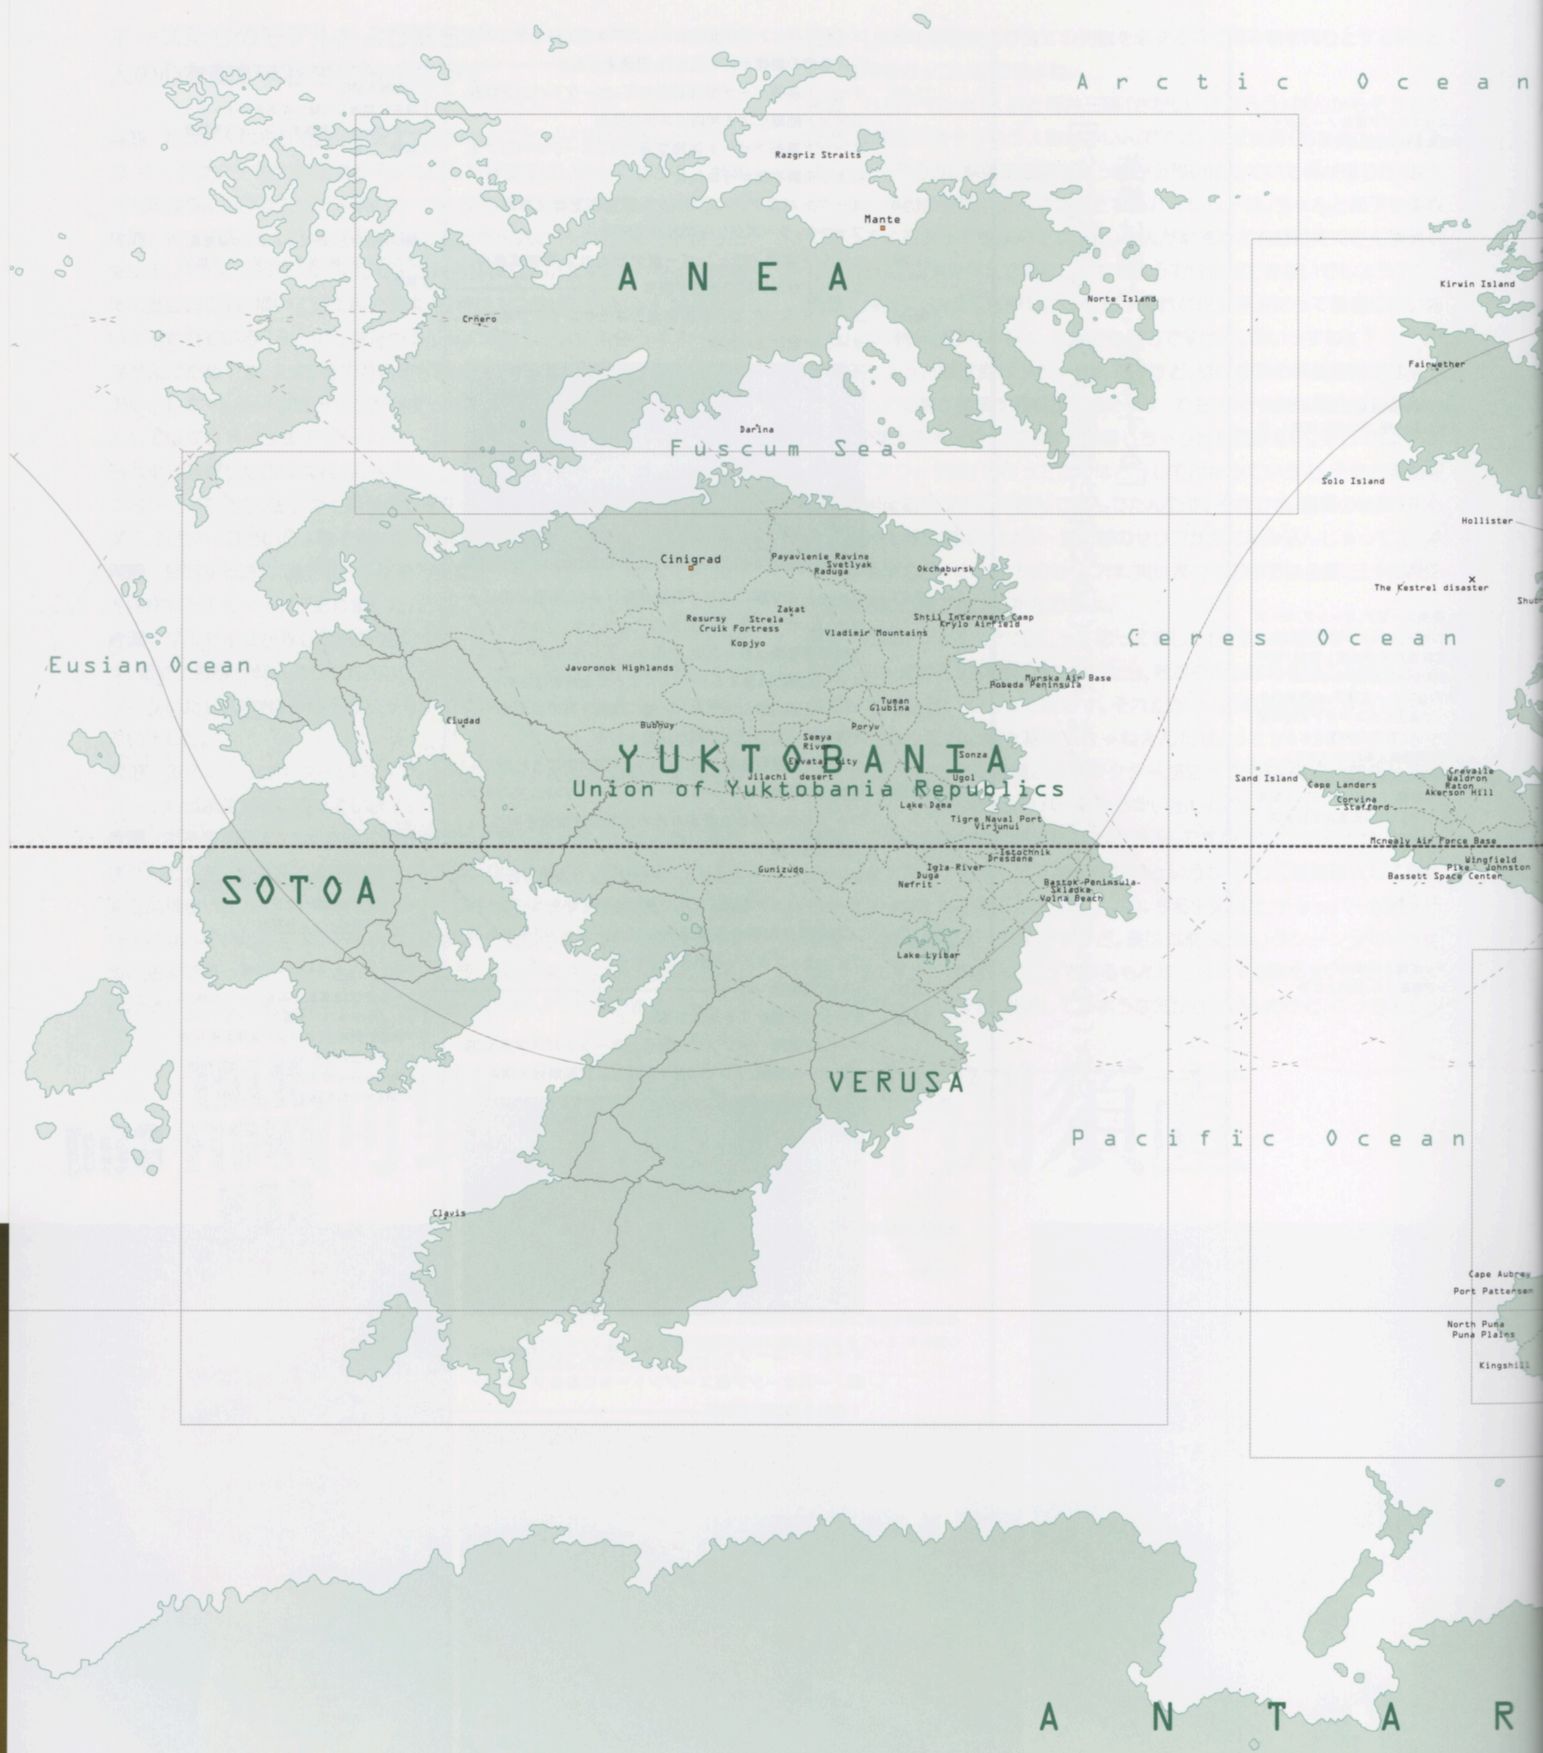 Arctic Ocean
Razgriz Straits
Mante
ANEA
Kirwin Island
Norte Island
Crnero
Fairwether
Darina
Fuscum Sea
Solo Island
Hollister
Cinigrad
Payavlenie Ravine
Svetlyak
Raduga
Okchabursk
The Kestrel disaster
Zakat
Resursy
Strela
Cruik Fortress
Shtil Internment Camp
Krylo Airfield
Vladimir Mountains
Kopjyo
Ceres Ocean
Eusian Ocean
Javoronok Highlands
Murska Air Base
Pobeda Peninsula
Tuman
Glubina
Ciudad
Bubnuy
Poryv
Semya
River
YUKTOBANIA
Sonza
Jilachi desert
Ugol
Union of Yuktobania Republics
Sand Island
Cape Landers
Cravalle
Waldron
Raton
Akerson Hill
Corvina
Stafford
Lake Dama
Tigre Naval Port
Virjunui
Mcnealy Air Force Base
Istochnik
Dresdene
Wingfield
Pike Johnston
Bassett Space Center
Gunizudo
Igla River
Duga
Nefrit
SOTOA
Bastok Peninsula
Skladka
Volna Beach
Lake Lyibar
VERUSA
Pacific Ocean
Clavis
Cape Aubrey
Port Patterson
North Puna
Puna Plains
Kingshill
ANTAR